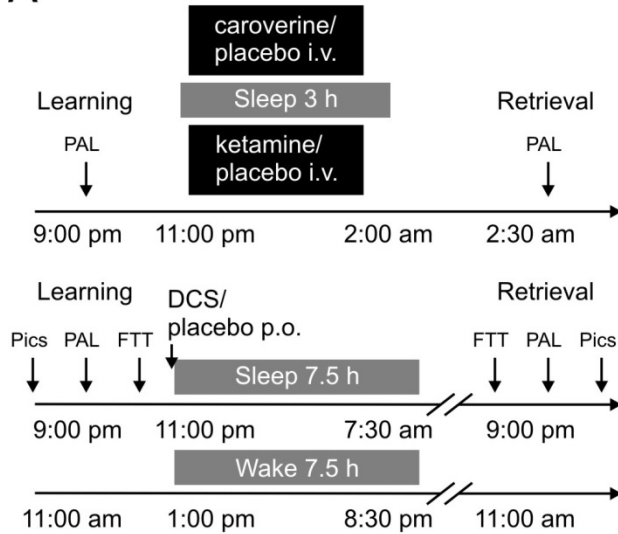 caroverine/
placebo i.v.
Learning
Sleep 3 h
Retrieval
PAL
ketamine/
placebo i.v.
PAL
9:00 pm 11:00 pm 2:00 am 2:30 am
Learning
DCS/
placebo p.o.
Retrieval
Pics PAL FTT
FTT PAL Pics
Sleep 7.5 h
9:00 pm 11:00 pm 7:30 am 9:00 pm
Wake 7.5 h
11:00 am 1:00 pm 8:30 pm 11:00 am